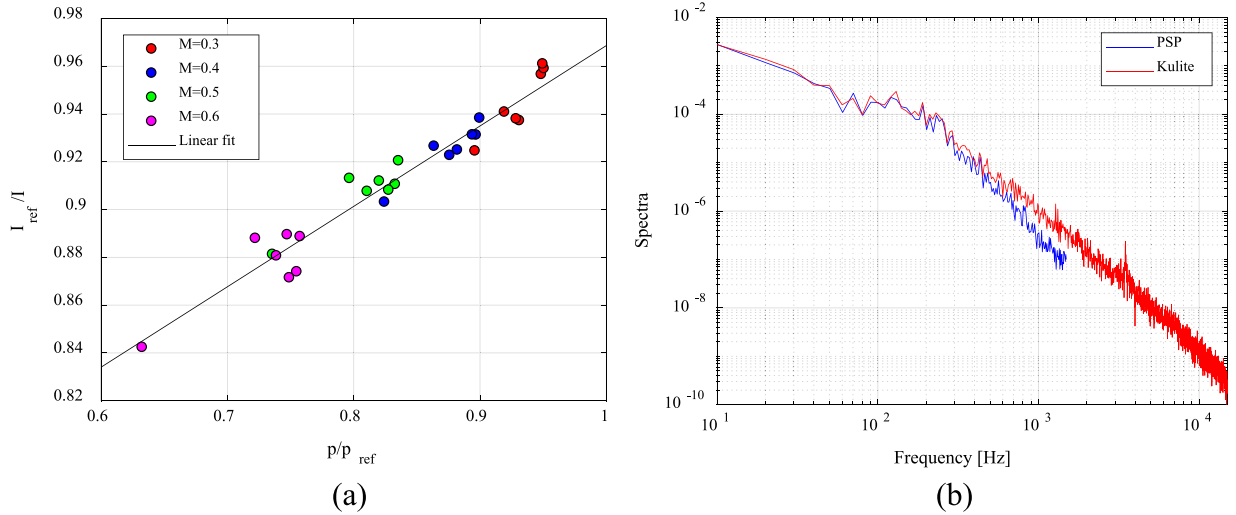 0.98
0.96
0.94
0.92
0.9
0.88
0.86
0.84
0.82
I ref /I
M=0.3
M=0.4
M=0.5
M=0.6
Linear fit
0.6 0.7 0.8 0.9 1
p/p ref
(a)
10 -2
10 -4
10 -6
10 -8
10 -10
Spectra
PSP
Kulite
10 1 10 2 10 3 10 4
Frequency [Hz]
(b)